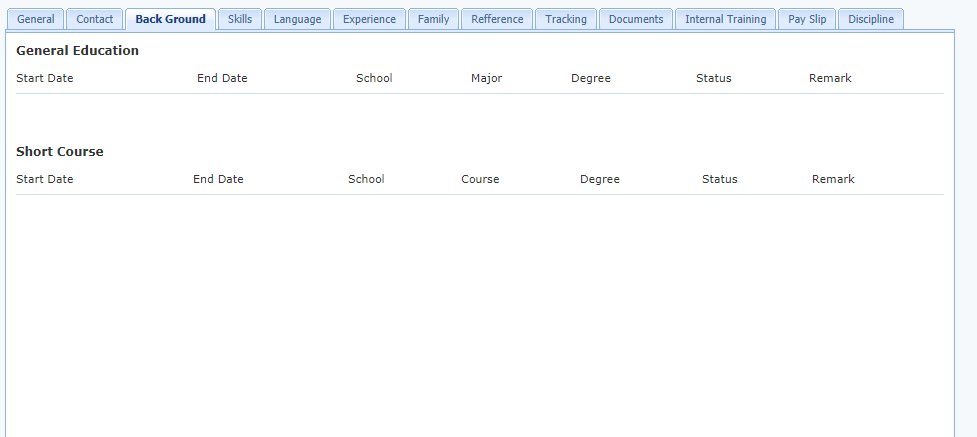 General Contact Back Ground Skills Language Experience Family Refference Tracking Documents Internal Training Pay Slip Discipline
General Education
Start Date End Date School Major Degree Status Remark
Short Course
Start Date End Date School Course Degree Status Remark